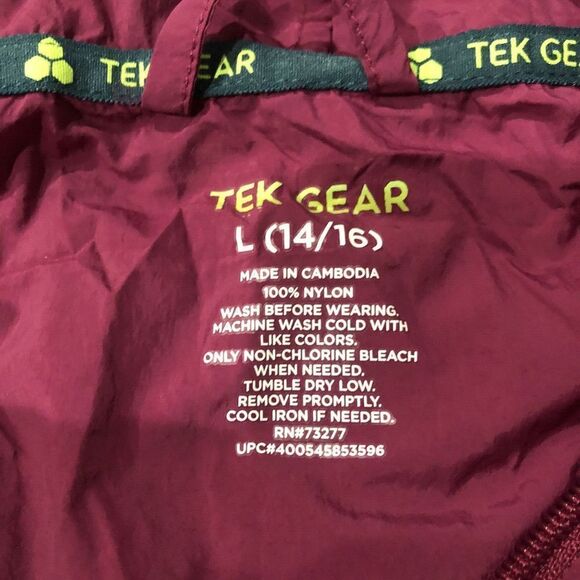 TEK GEAR TEK GEAR
TEK GEAR
L (14/16)
MADE IN CAMBODIA
100% NYLON
WASH BEFORE WEARING.
MACHINE WASH COLD WITH
LIKE COLORS.
ONLY NON-CHLORINE BLEACH
WHEN NEEDED.
TUMBLE DRY LOW.
REMOVE PROMPTLY.
COOL IRON IF NEEDED.
RN#73277
UPC#400545853596